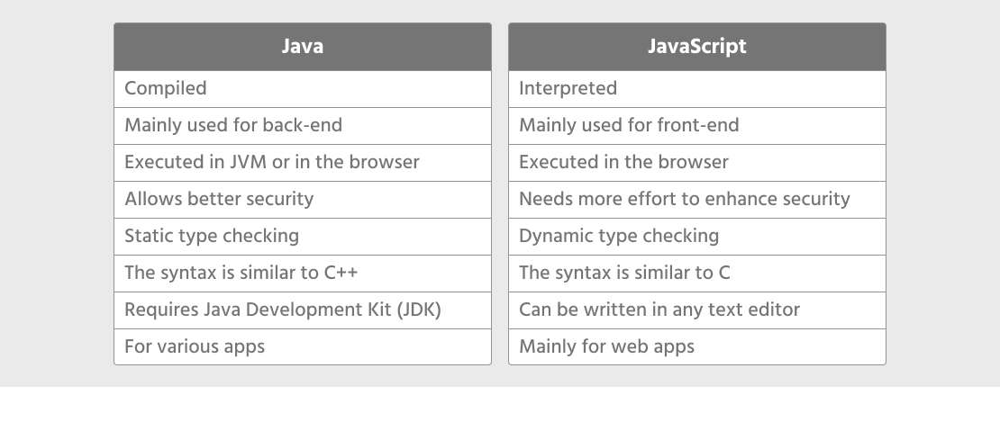 Java
Compiled
Mainly used for back-end
Executed in JVM or in the browser
Allows better security
Static type checking
The syntax is similar to C++
Requires Java Development Kit (JDK)
For various apps
JavaScript
Interpreted
Mainly used for front-end
Executed in the browser
Needs more effort to enhance security
Dynamic type checking
The syntax is similar to C
Can be written in any text editor
Mainly for web apps